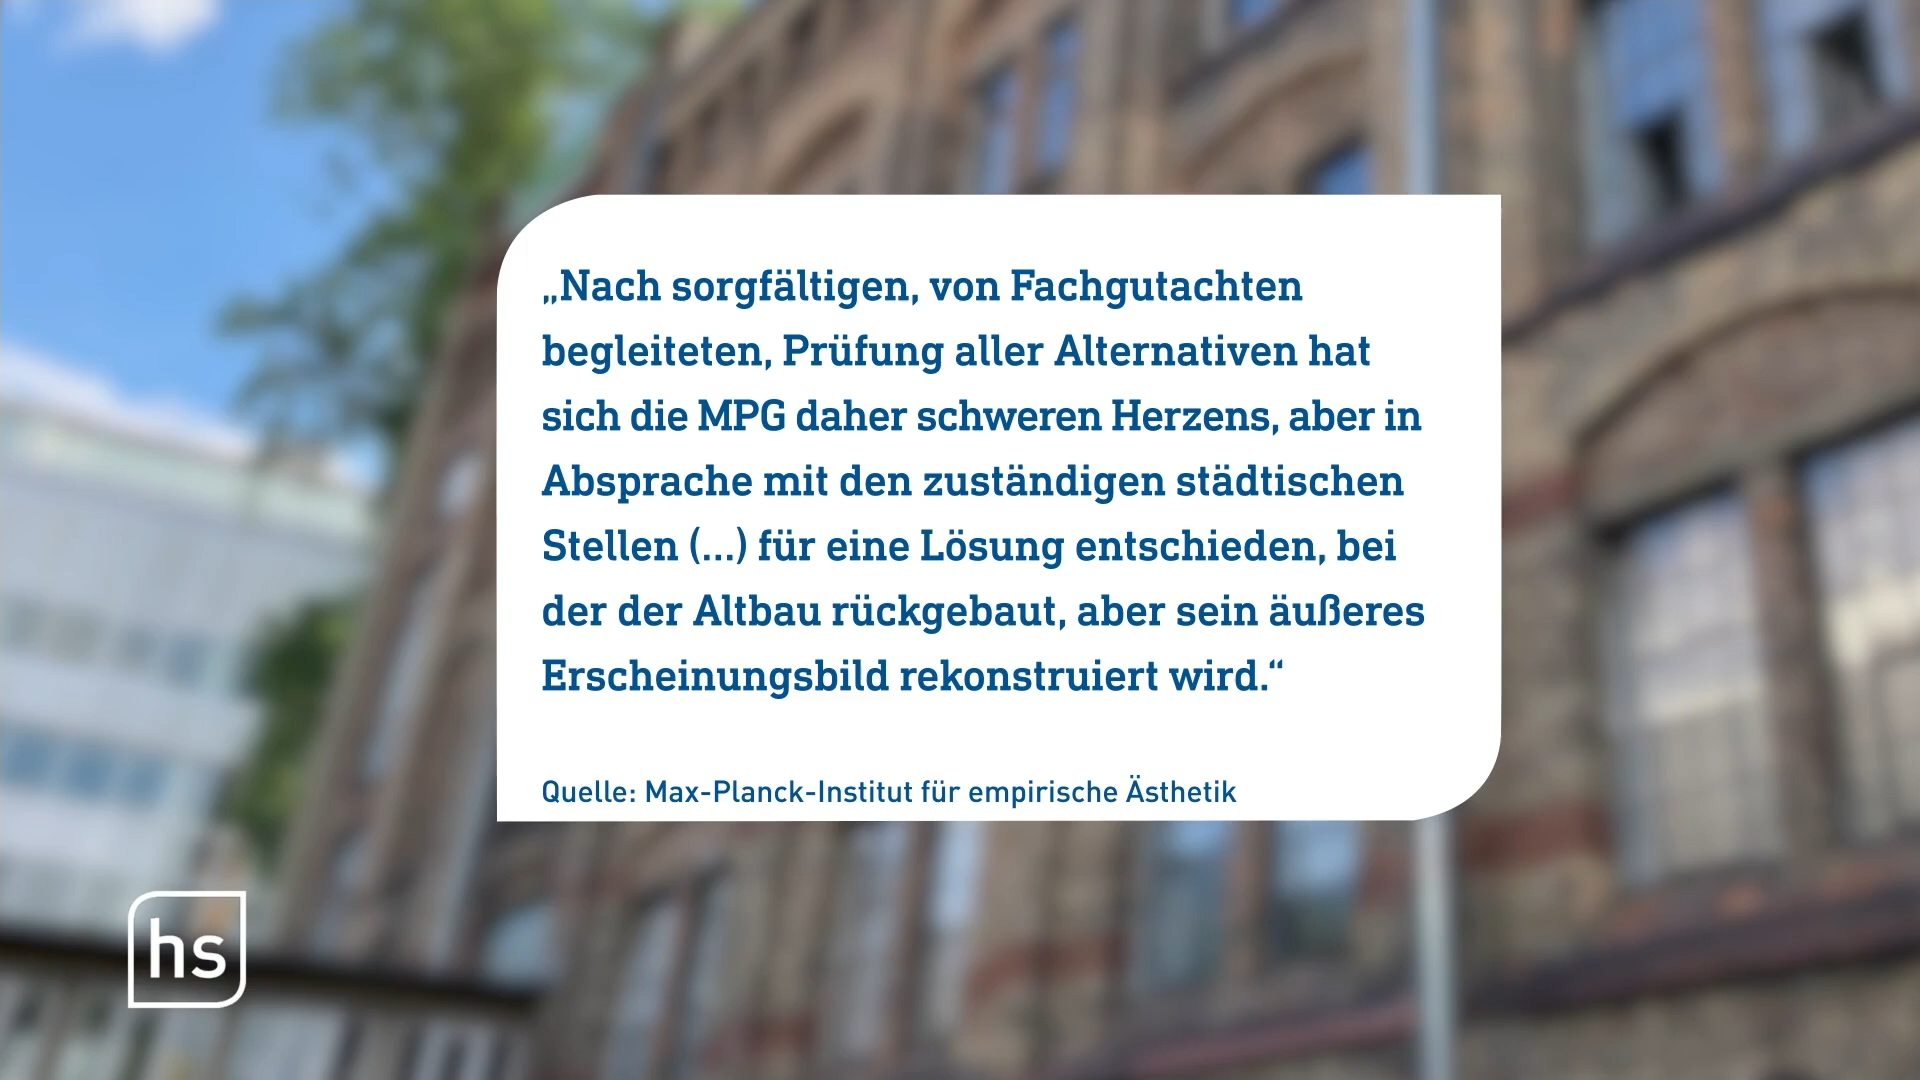 „Nach sorgfältigen, von Fachgutachten
begleiteten, Prüfung aller Alternativen hat
sich die MPG daher schweren Herzens, aber in
Absprache mit den zuständigen städtischen
Stellen (...) für eine Lösung entschieden, bei
der der Altbau rückgebaut, aber sein äußeres
Erscheinungsbild rekonstruiert wird.“
Quelle: Max-Planck-Institut für empirische Ästhetik
hs